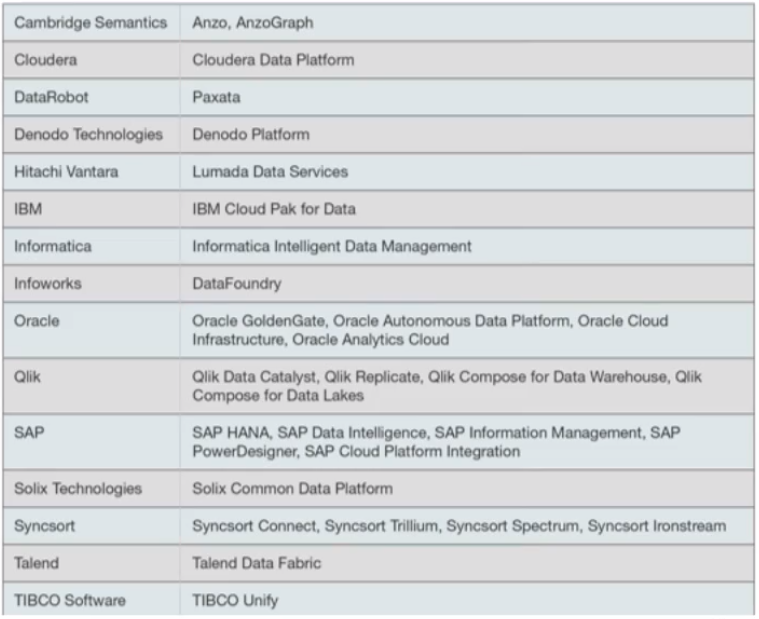 Cambridge Semantics Anzo, AnzoGraph
Cloudera Cloudera Data Platform
DataRobot Paxata
Denodo Technologies Denodo Platform
Hitachi Vantara Lumada Data Services
IBM IBM Cloud Pak for Data
Informatica Informatica Intelligent Data Management
Infoworks DataFoundry
Oracle Oracle GoldenGate, Oracle Autonomous Data Platform, Oracle Cloud
Infrastructure, Oracle Analytics Cloud
Qlik Qlik Data Catalyst, Qlik Replicate, Qlik Compose for Data Warehouse, Qlik
Compose for Data Lakes
SAP SAP HANA, SAP Data Intelligence, SAP Information Management, SAP
PowerDesigner, SAP Cloud Platform Integration
Solix Technologies Solix Common Data Platform
Syncsort Syncsort Connect, Syncsort Trillium, Syncsort Spectrum, Syncsort Ironstream
Talend Talend Data Fabric
TIBCO Software TIBCO Unify